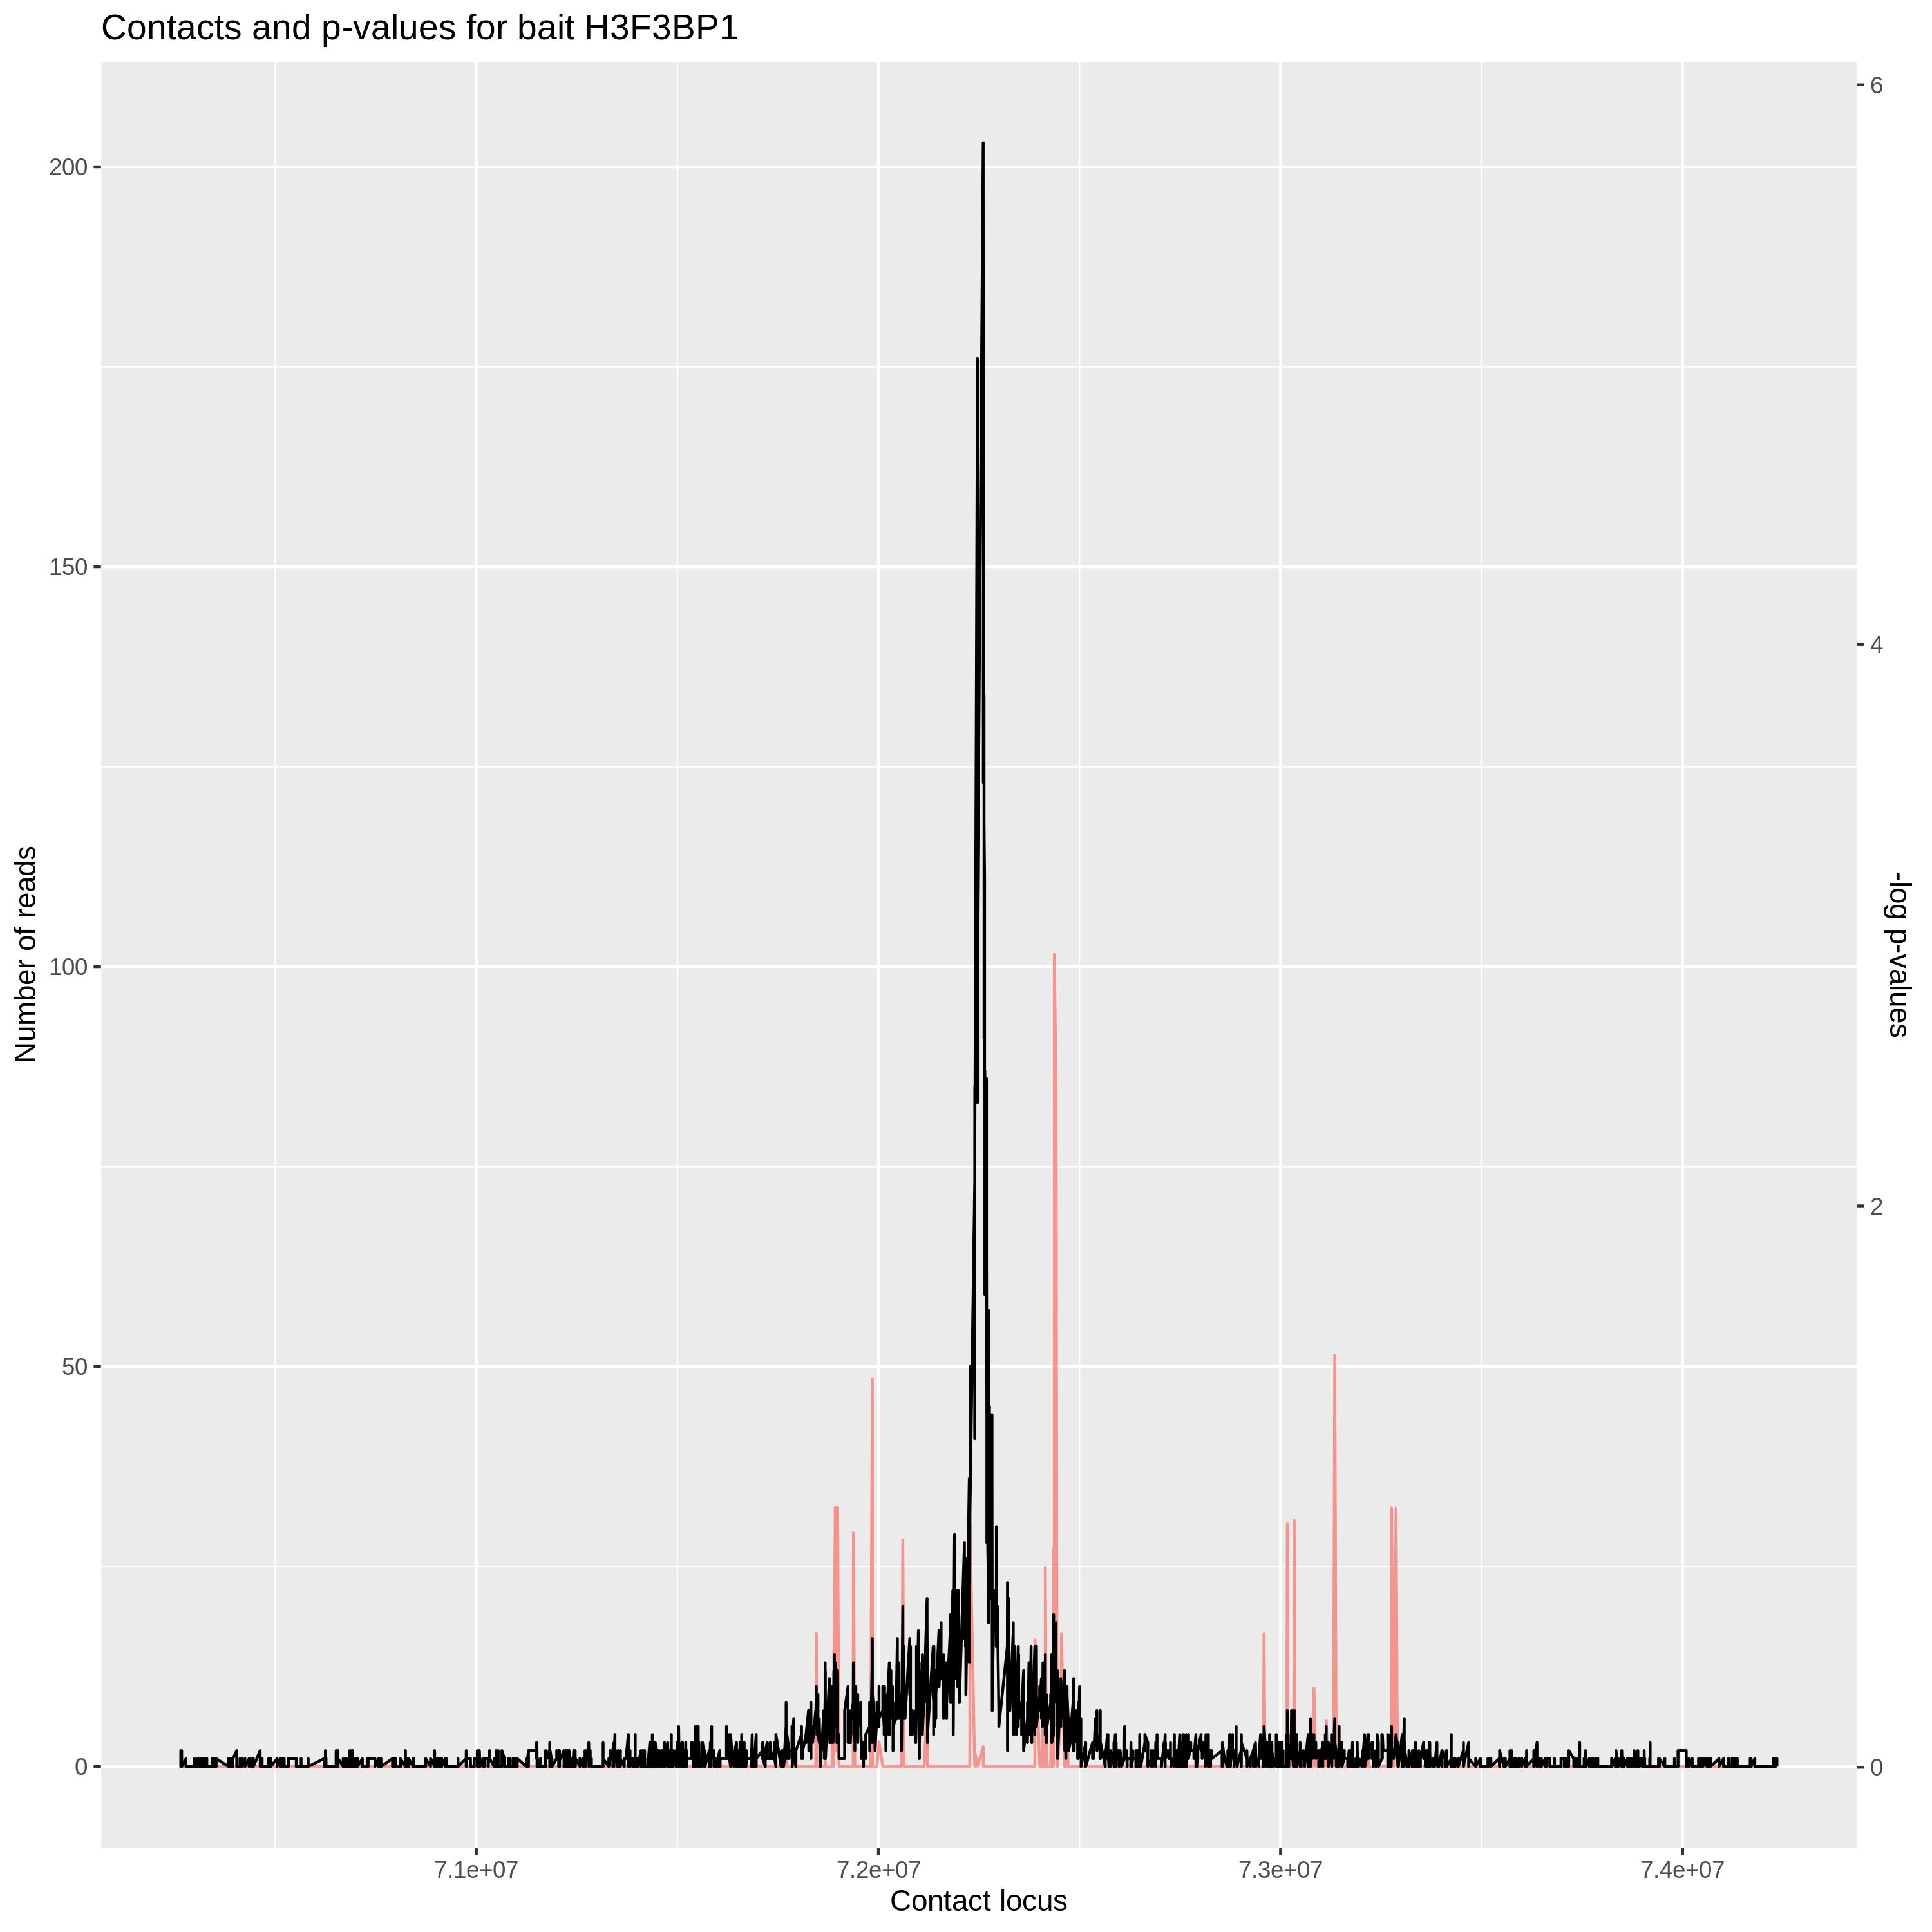 Contacts and p-values for bait H3F3BP1
6
200
150
4
Number of reads
-log p-values
100
2
50
0
0
7.1e+07
7.2e+07
7.3e+07
7.4e+07
Contact locus